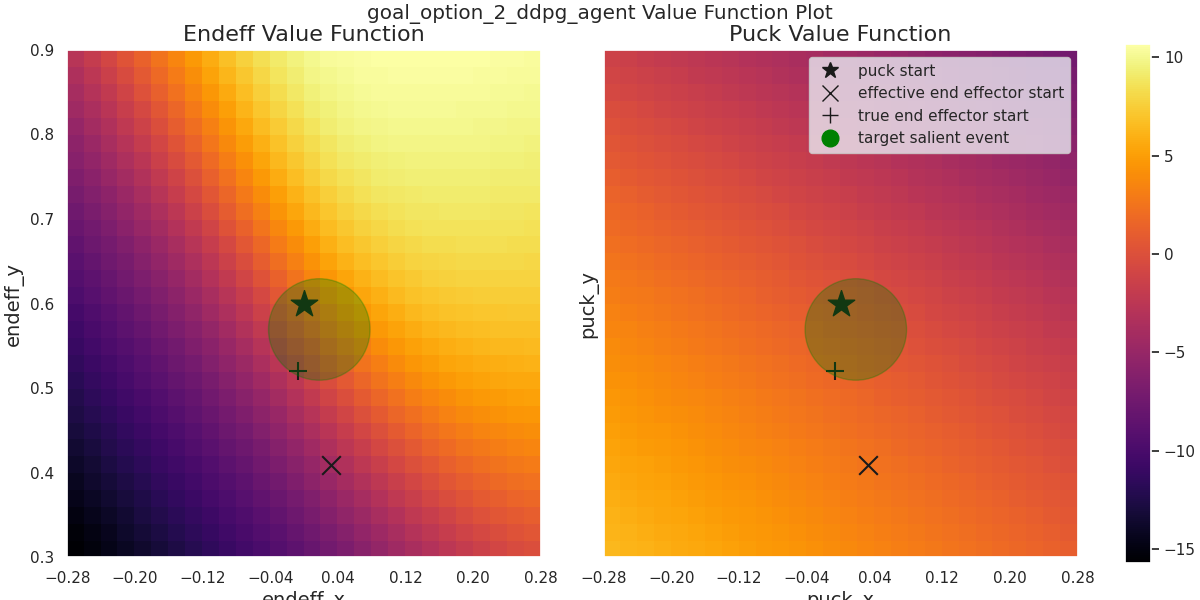 goal_option_2_ddpg_agent Value Function Plot
Endeff Value Function
Puck Value Function
puck start
effective end effector start
true end effector start
target salient event
endeff_y
0.9
0.8
0.7
0.6
0.5
0.4
0.3
−0.28 −0.20 −0.12 −0.04 0.04 0.12 0.20 0.28
endeff_x
puck_y
−0.28 −0.20 −0.12 −0.04 0.04 0.12 0.20 0.28
puck_x
10
5
0
−5
−10
−15